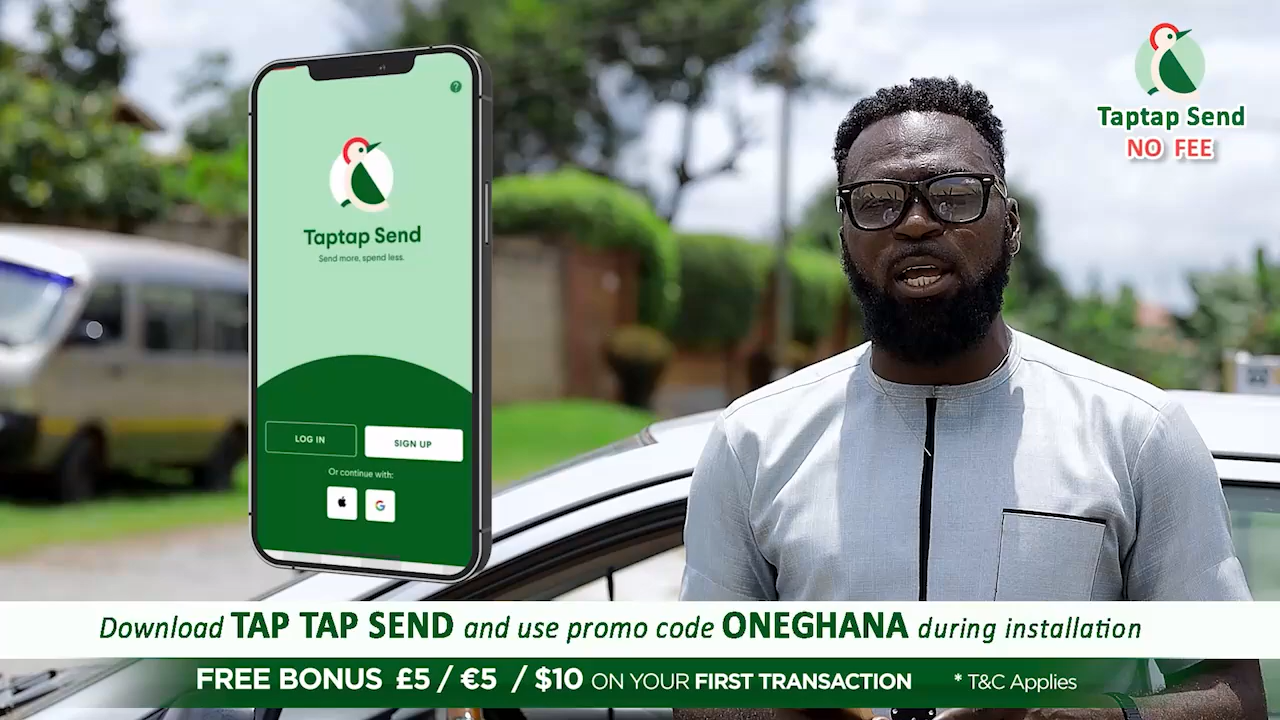 Taptap Send
NO FEE
?
Taptap Send
Send more, spend less.
LOG IN
SIGN UP
Or continue with:
G
Download TAP TAP SEND and use promo code ONEGHANA during installation
FREE BONUS £5 / €5 / $10 ON YOUR FIRST TRANSACTION * T&C Applies